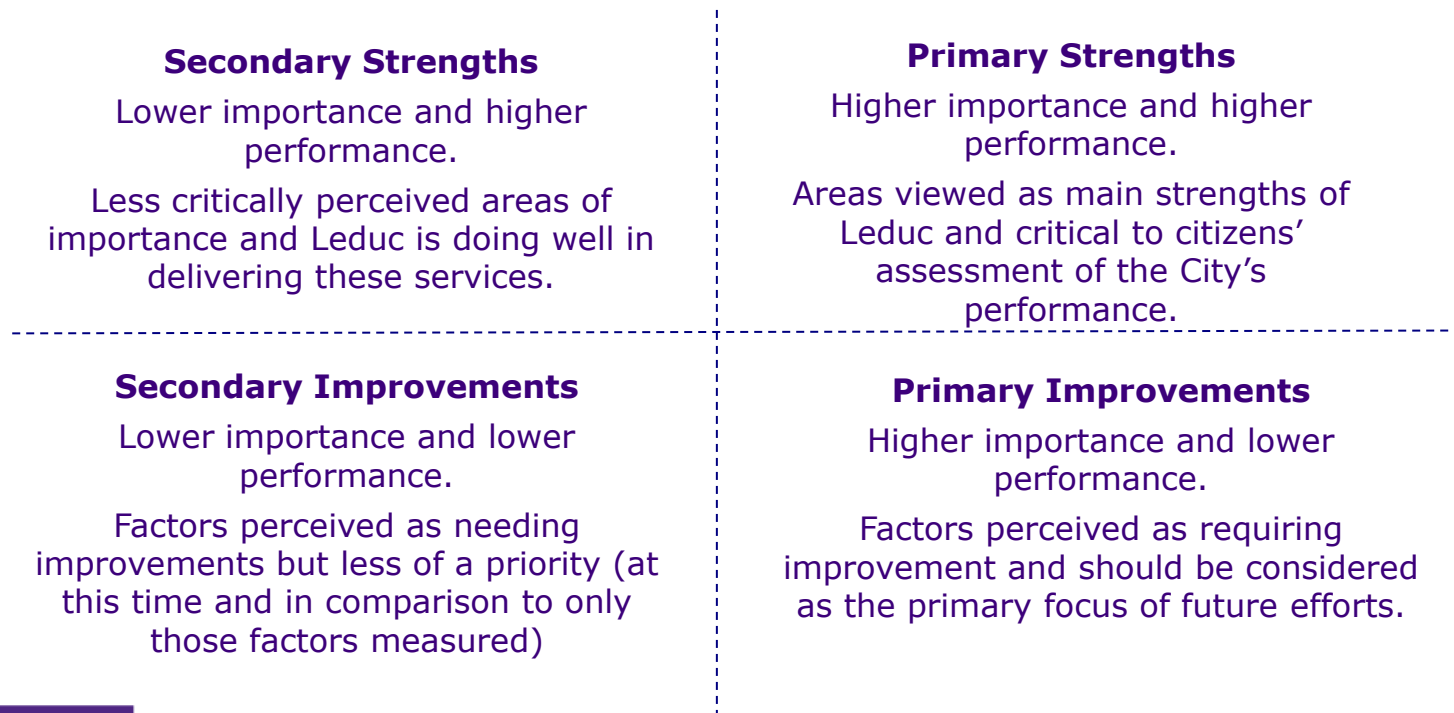 Secondary Strengths
Lower importance and higher
performance.
Less critically perceived areas of
importance and Leduc is doing well in
delivering these services.
Primary Strengths
Higher importance and higher
performance.
Areas viewed as main strengths of
Leduc and critical to citizens’
assessment of the City’s
performance.
Secondary Improvements
Lower importance and lower
performance.
Factors perceived as needing
improvements but less of a priority (at
this time and in comparison to only
those factors measured)
Primary Improvements
Higher importance and lower
performance.
Factors perceived as requiring
improvement and should be considered
as the primary focus of future efforts.